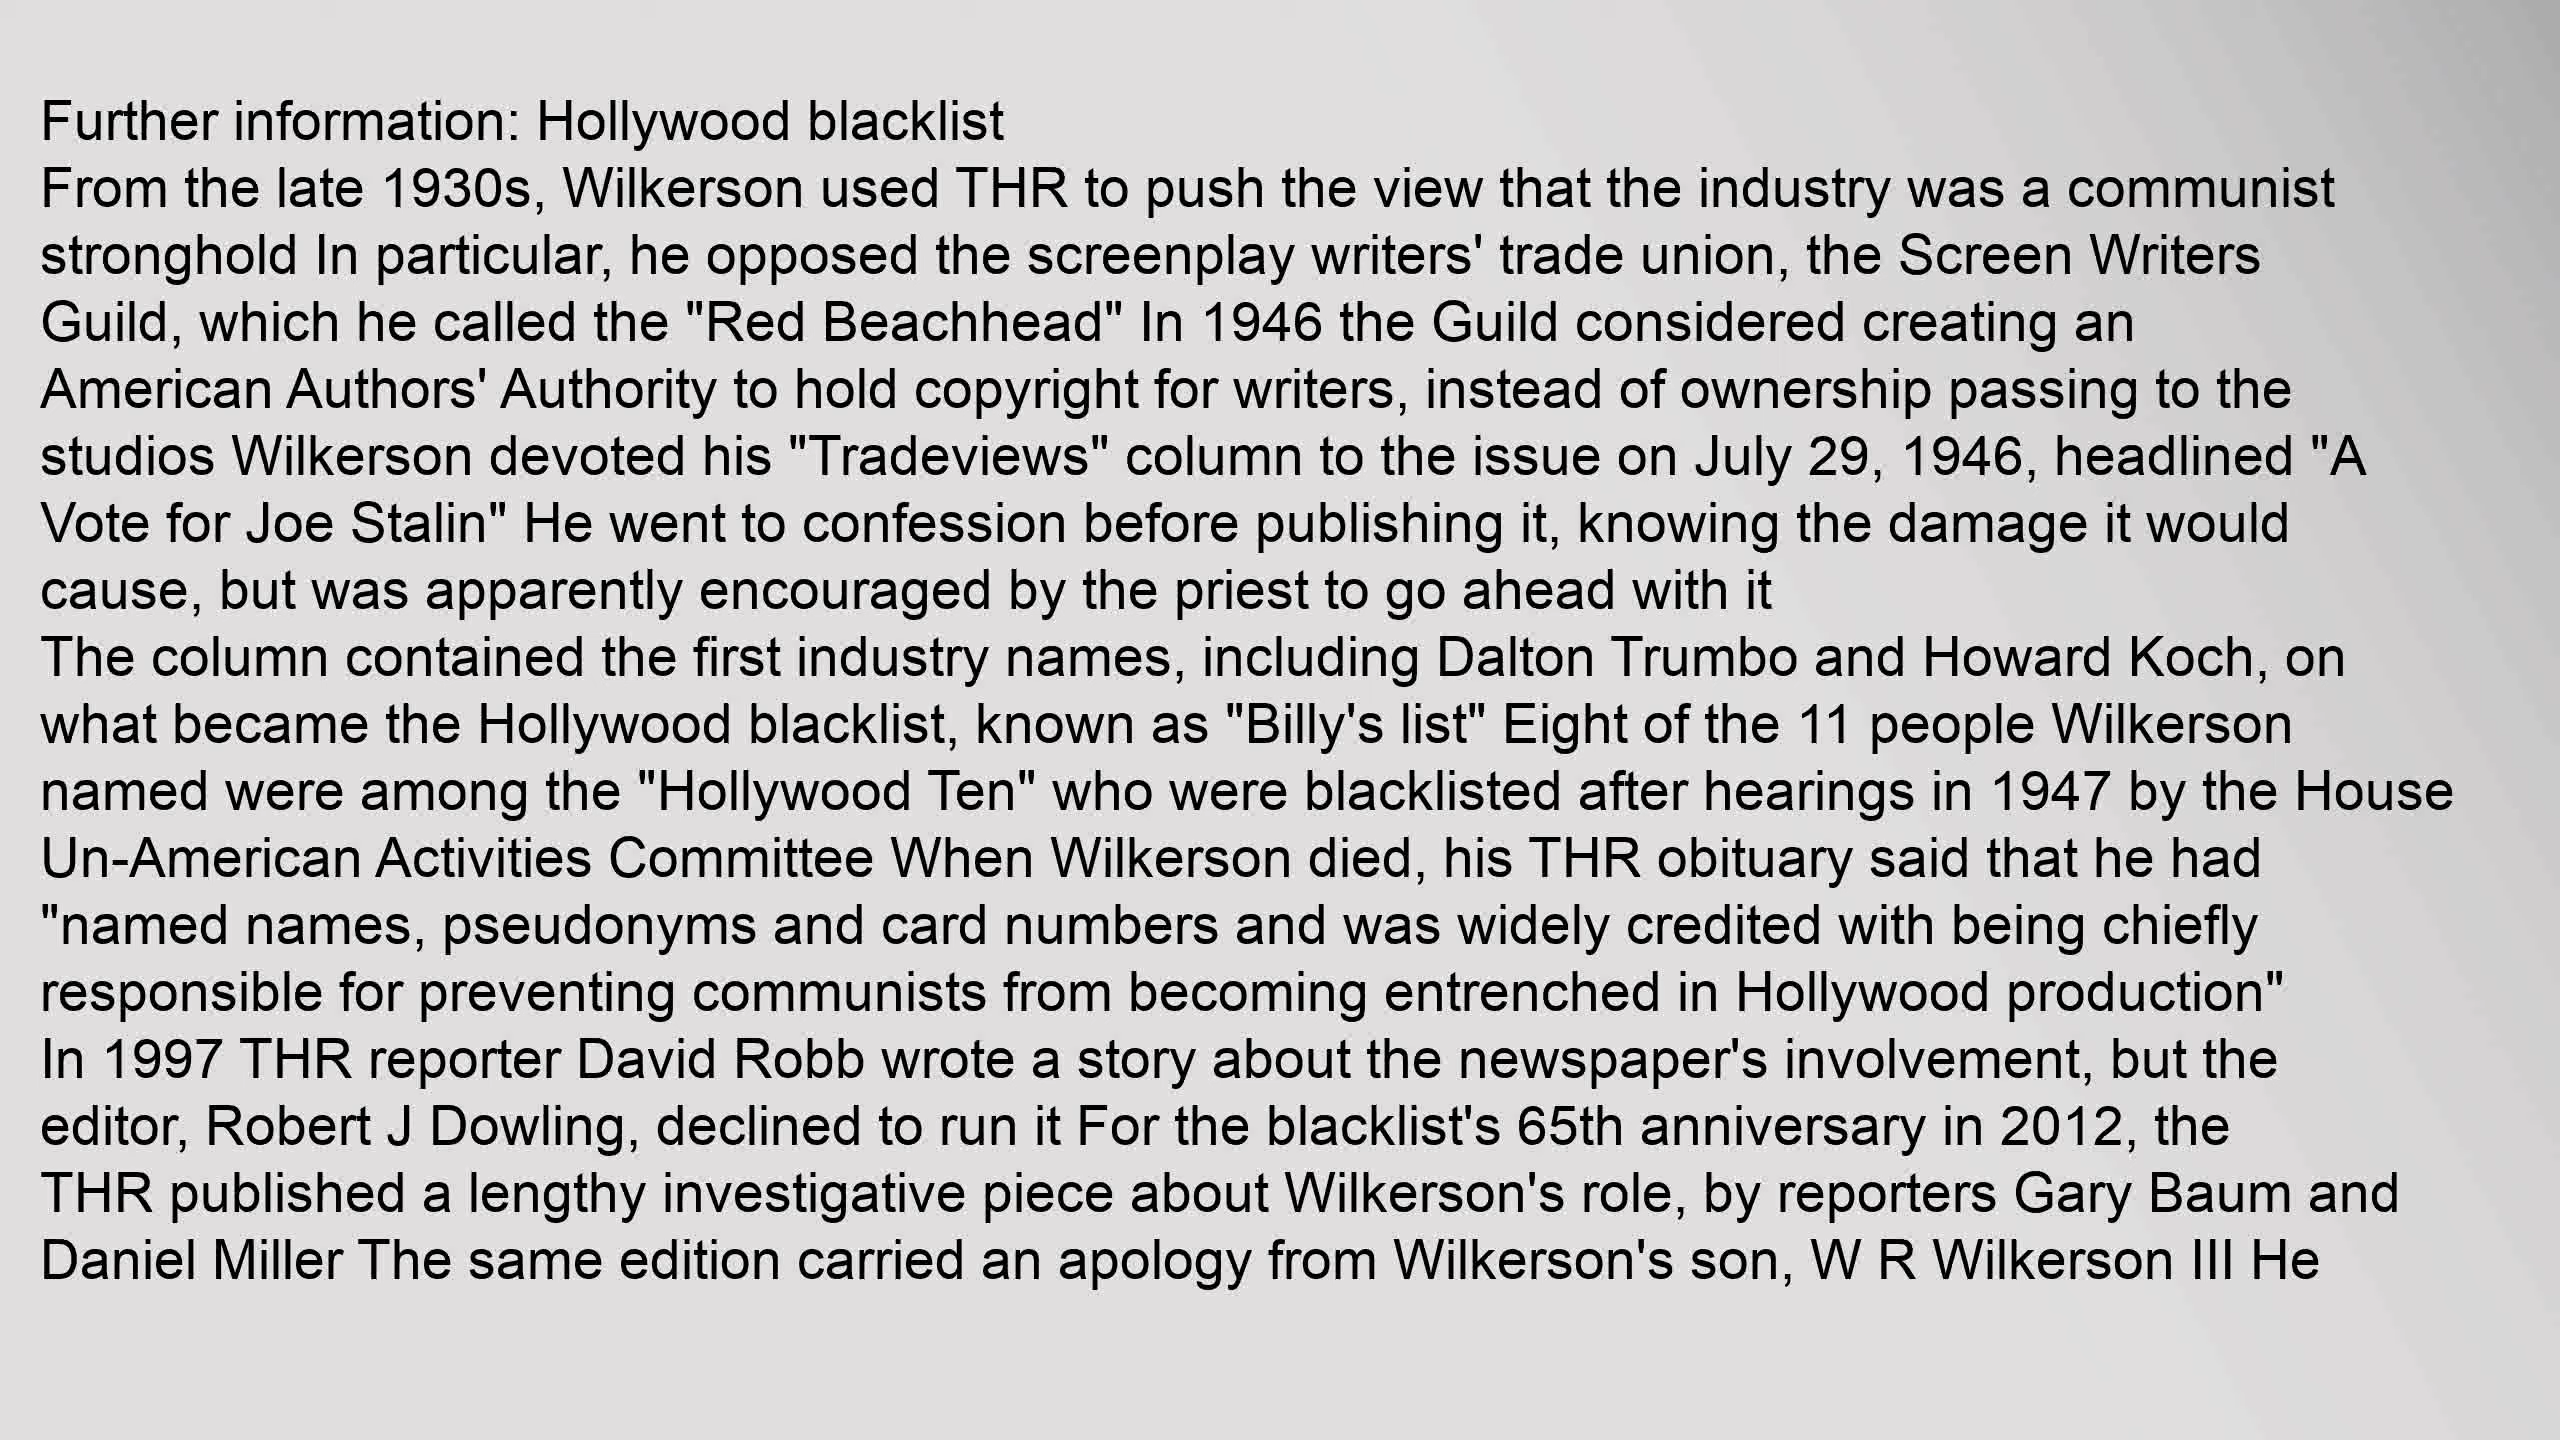 Further information: Hollywood blacklist
From the late 1930s, Wilkerson used THR to push the view that the industry was a communist
stronghold In particular, he opposed the screenplay writers' trade union, the Screen Writers
Guild, which he called the "Red Beachhead" In 1946 the Guild considered creating an
American Authors' Authority to hold copyright for writers, instead of ownership passing to the
studios Wilkerson devoted his "Tradeviews" column to the issue on July 29, 1946, headlined "A
Vote for Joe Stalin" He went to confession before publishing it, knowing the damage it would
cause, but was apparently encouraged by the priest to go ahead with it
The column contained the first industry names, including Dalton Trumbo and Howard Koch, on
what became the Hollywood blacklist, known as "Billy's list" Eight of the 11 people Wilkerson
named were among the "Hollywood Ten" who were blacklisted after hearings in 1947 by the House
Un-American Activities Committee When Wilkerson died, his THR obituary said that he had
"named names, pseudonyms and card numbers and was widely credited with being chiefly
responsible for preventing communists from becoming entrenched in Hollywood production"
In 1997 THR reporter David Robb wrote a story about the newspaper's involvement, but the
editor, Robert J Dowling, declined to run it For the blacklist's 65th anniversary in 2012, the
THR published a lengthy investigative piece about Wilkerson's role, by reporters Gary Baum and
Daniel Miller The same edition carried an apology from Wilkerson's son, W R Wilkerson III He